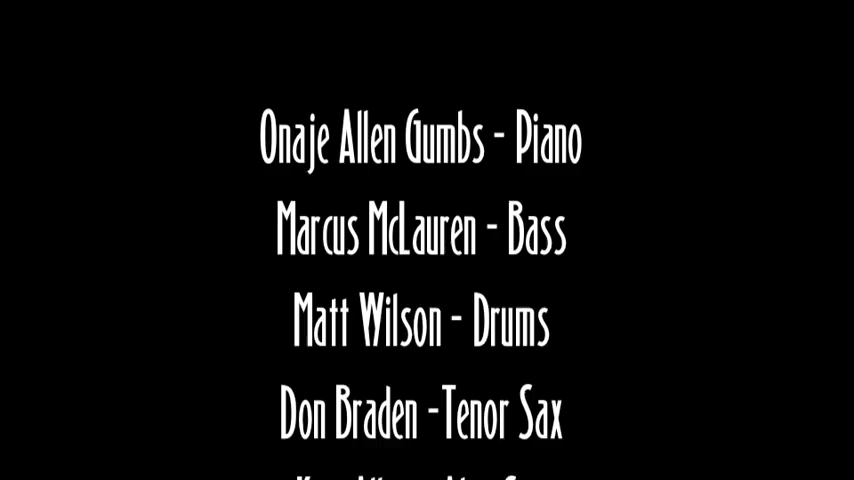 Onaje Allen Gumbs - Piano
Marcus McLauren - Bass
Matt Wilson - Drums
Don Braden -Tenor Sax